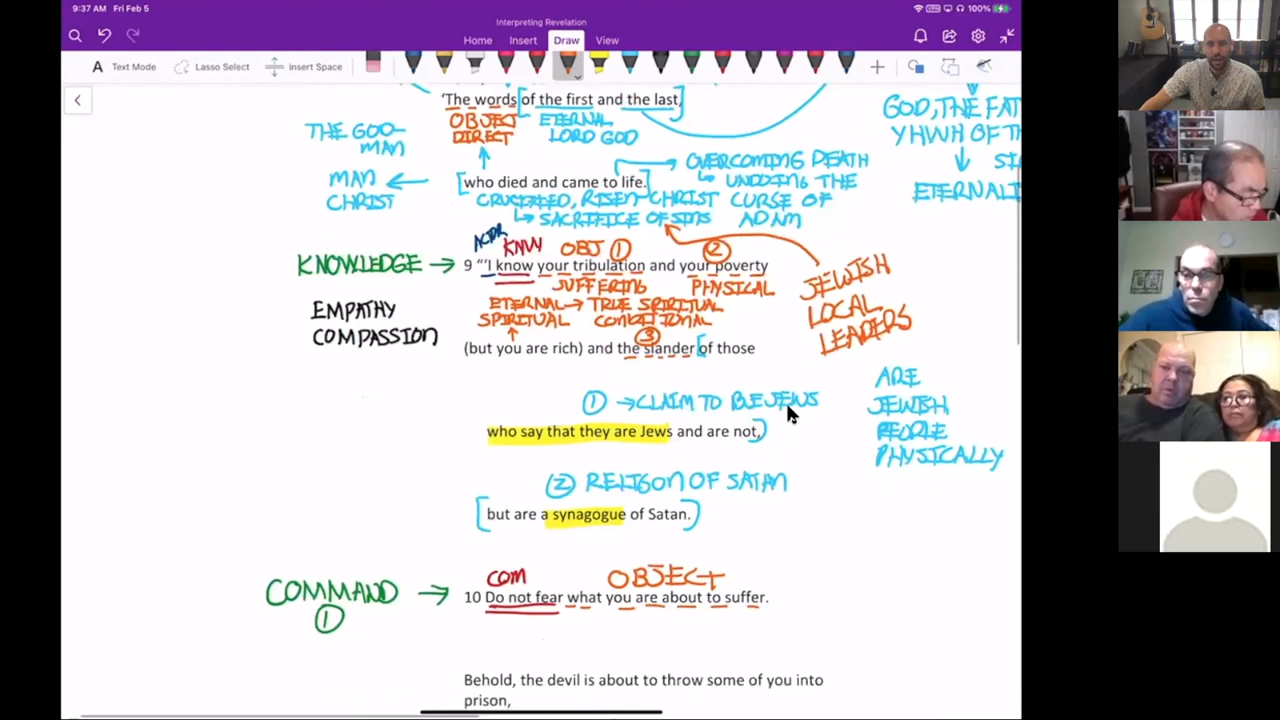 9:37 AM Fri Feb 5
VPN
100%
Interpreting Revelation
Home Insert Draw View
A Text Mode Lasso Select Insert Space
'The words of the first and the last,
OBJECT
DIRECT
ETERNAL
LORD GOD
THE GOD-
MAN
MAN
CHRIST
GOD, THE FAT
YHWH OF TH
SI
ETERNALI
who died and came to life.
CRUCIFIED, RISEN CHRIST
SACRIFICE OF SINS
OVERCOMING DEATH
UNDOING THE
CURSE OF
ADAM
KNOWLEDGE
EMPATHY
COMPASSION
KNW OBJ 1 2
9 "'I know your tribulation and your poverty
SUFFERING PHYSICAL
ETERNAL TRUE SPIRITUAL
SPIRITUAL CONDITIONAL
3
(but you are rich) and the slander of those
JEWISH
LOCAL
LEADERS
1 CLAIM TO BE JEWS
who say that they are Jews and are not,
ARE
JEWISH
PEOPLE
PHYSICALLY
2 RELIGON OF SATAN
but are a synagogue of Satan.
COMMAND
1
COM OBJECT
10 Do not fear what you are about to suffer.
Behold, the devil is about to throw some of you into
prison,